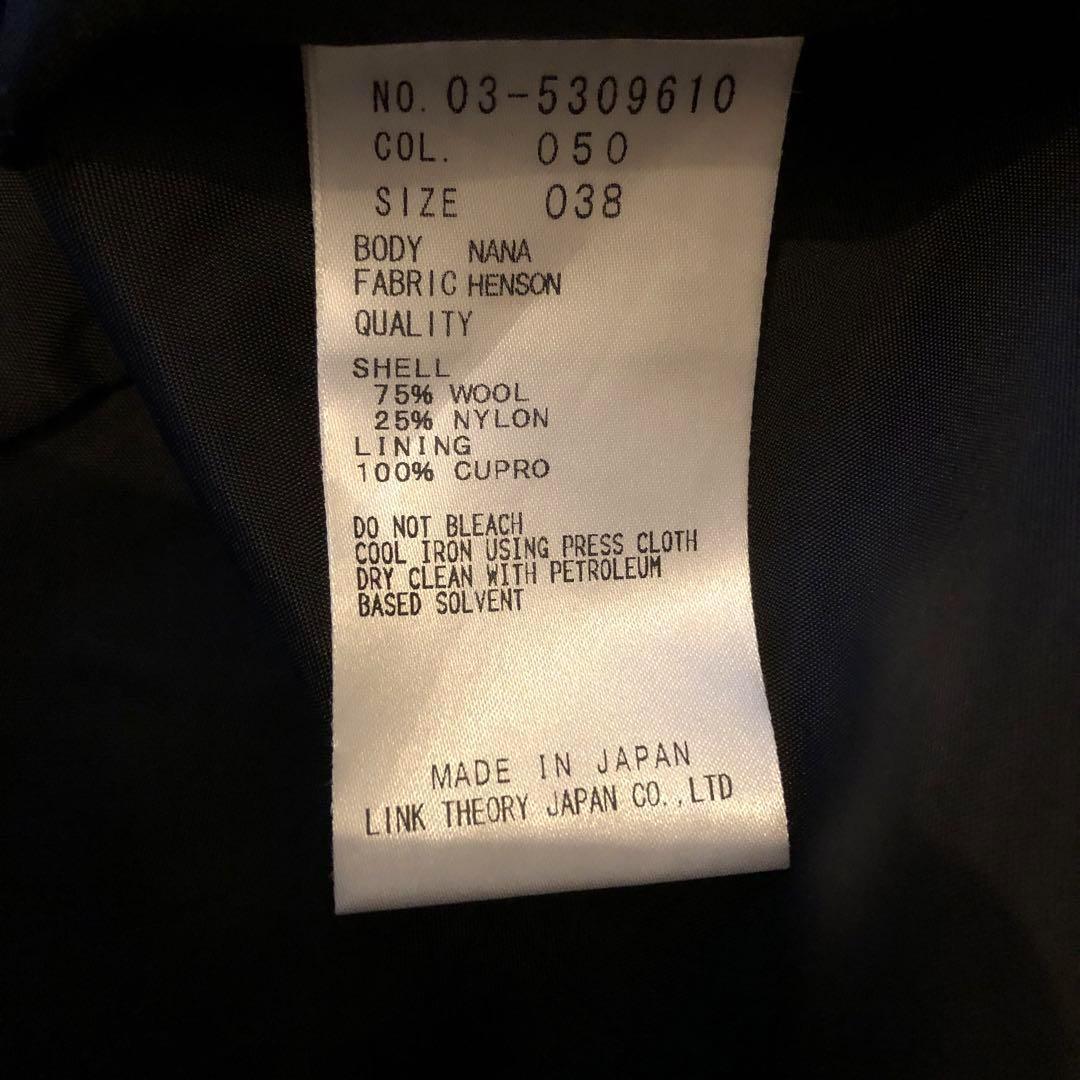 NO. 03-5309610
COL. 050
SIZE 038
BODY NANA
FABRIC HENSON
QUALITY
SHELL
75% WOOL
25% NYLON
LINING
100% CUPRO
DO NOT BLEACH
COOL IRON USING PRESS CLOTH
DRY CLEAN WITH PETROLEUM
BASED SOLVENT
MADE IN JAPAN
LINK THEORY JAPAN CO.,LTD